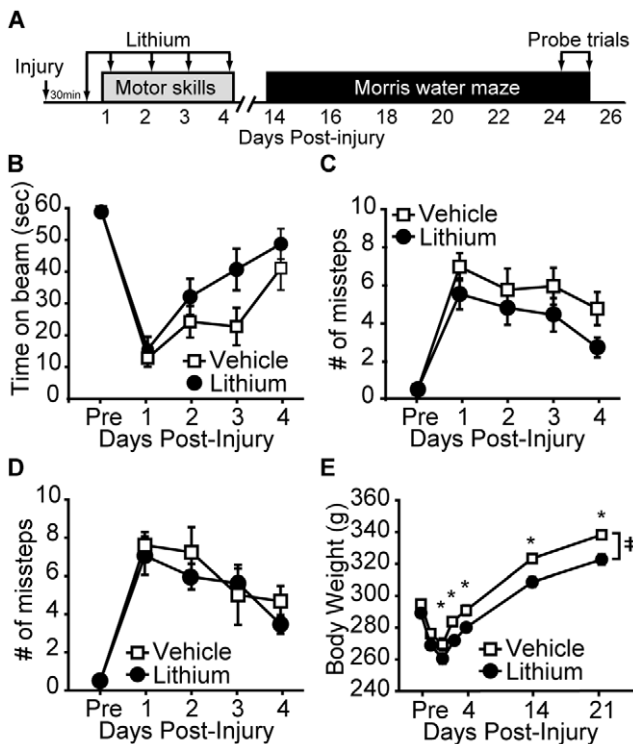 A
Lithium
Probe trials
Injury
30min
Motor skills
Morris water maze
1 2 3 4 14 16 18 20 22 24 26
Days Post-injury
B
Time on beam (sec)
60
50
40
30
20
10
0
Vehicle
Lithium
Pre 1 2 3 4
Days Post-Injury
C
# of missteps
10
8
6
4
2
0
Vehicle
Lithium
Pre 1 2 3 4
Days Post-Injury
D
# of missteps
10
8
6
4
2
0
Vehicle
Lithium
Pre 1 2 3 4
Days Post-Injury
E
Body Weight (g)
360
340
320
300
280
260
240
* * * * *
#
Vehicle
Lithium
Pre 4 14 21
Days Post-Injury